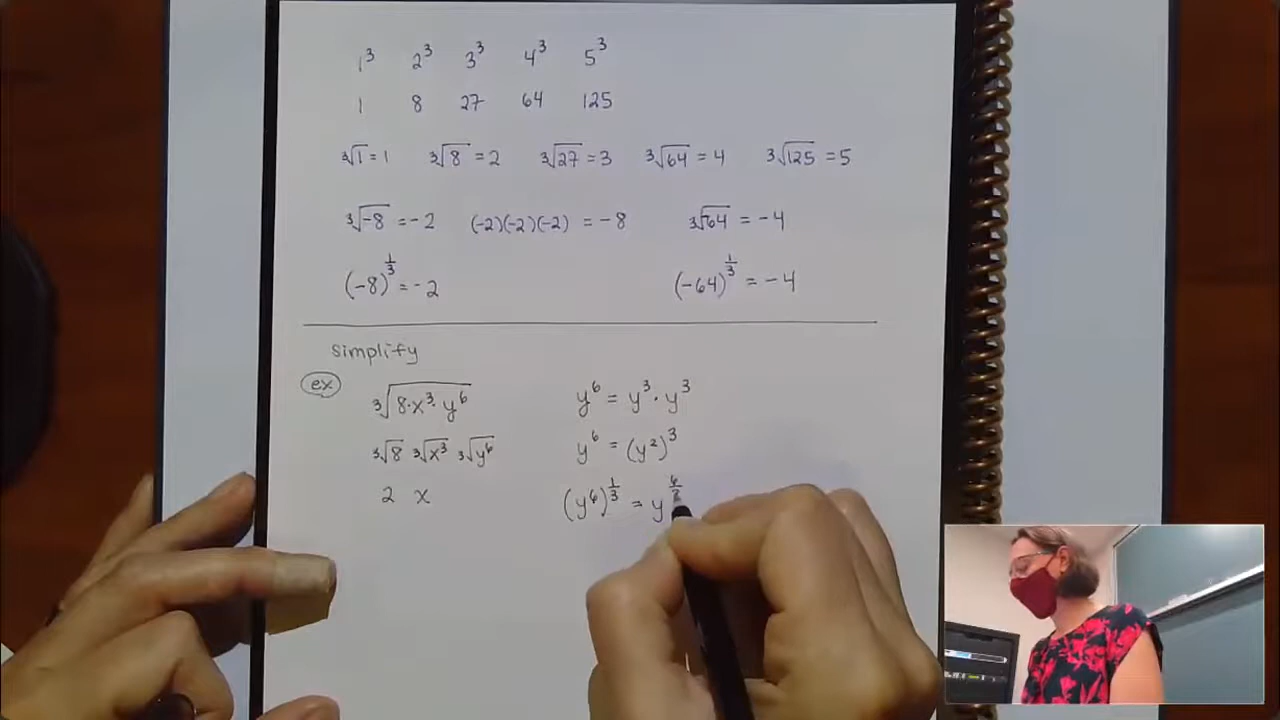 1³ 2³ 3³ 4³ 5³
1 8 27 64 125
∛1 = 1 ∛8 = 2 ∛27 = 3 ∛64 = 4 ∛125 = 5
∛-8 = -2 (-2)(-2)(-2) = -8 ∛-64 = -4
(-8)^(1/3) = -2 (-64)^(1/3) = -4
simplify
ex ∛(8·x³·y⁶) y⁶ = y³·y³
∛8 ∛x³ ∛y⁶ y⁶ = (y²)³
2 x (y⁶)^(1/3) = y^(6/3)